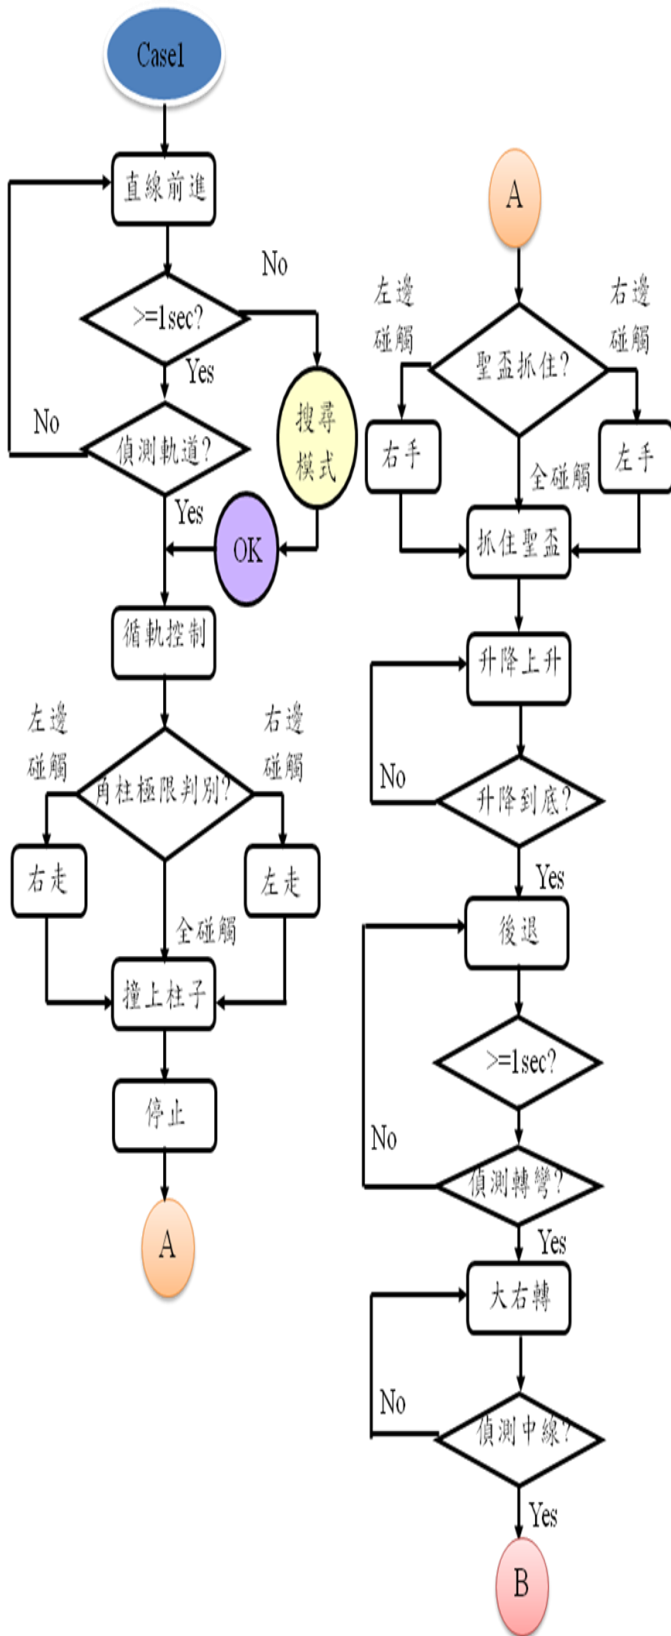 Case1
直線前進
No
>=1sec?
Yes
No
偵測軌道?
搜尋
模式
Yes
OK
循軌控制
左邊
碰觸
右邊
碰觸
角柱極限判別?
右走
左走
全碰觸
撞上柱子
停止
A
A
左邊
碰觸
右邊
碰觸
聖盃抓住?
右手
左手
全碰觸
抓住聖盃
升降上升
No
升降到底?
Yes
後退
>=1sec?
No
偵測轉彎?
Yes
大右轉
No
偵測中線?
Yes
B